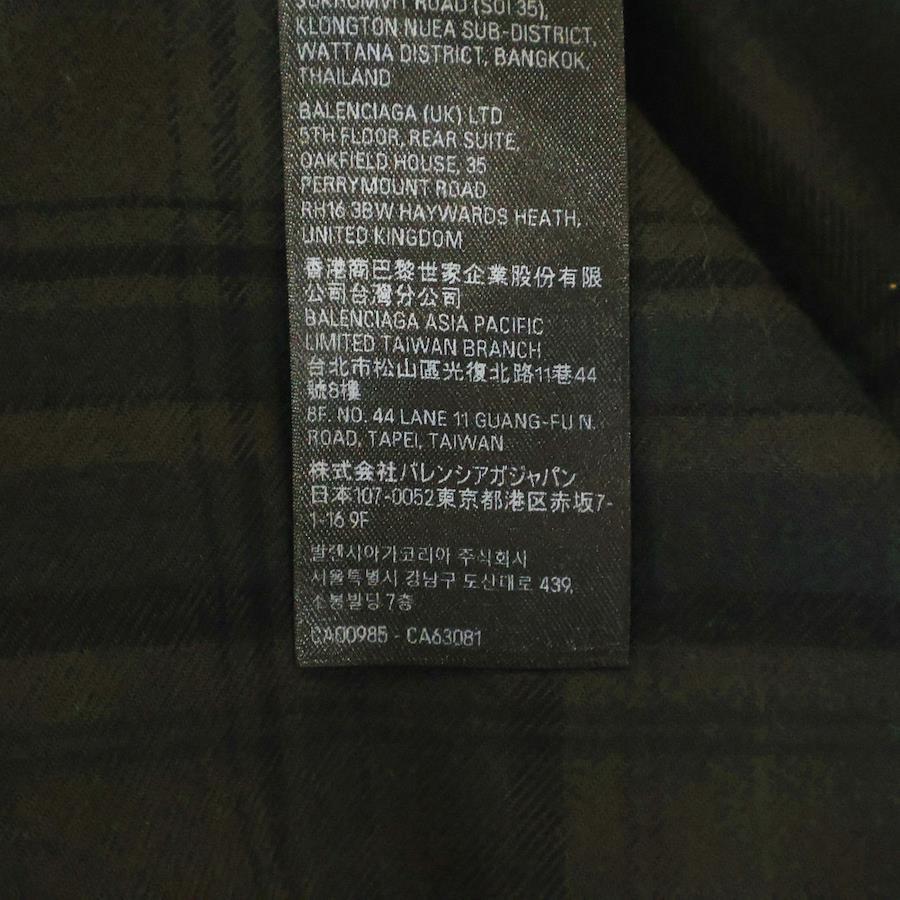 SUKHUMVIT ROAD (SOI 35),
KLONGTON NUEA SUB-DISTRICT,
WATTANA DISTRICT, BANGKOK,
THAILAND
BALENCIAGA (UK) LTD
5TH FLOOR, REAR SUITE,
OAKFIELD HOUSE, 35
PERRYMOUNT ROAD
RH16 3BW HAYWARDS HEATH,
UNITED KINGDOM
香港商巴黎世家企業股份有限
公司台灣分公司
BALENCIAGA ASIA PACIFIC
LIMITED TAIWAN BRANCH
台北市松山區光復北路11巷44
號8樓
8F. NO. 44 LANE 11 GUANG-FU N.
ROAD, TAPEI, TAIWAN
株式会社バレンシアガジャパン
日本107-0052東京都港区赤坂7-
1-16 9F
발렌시아가코리아 주식회사
서울특별시 강남구 도산대로 439,
소봉빌딩 7층
CA00985 - CA63081